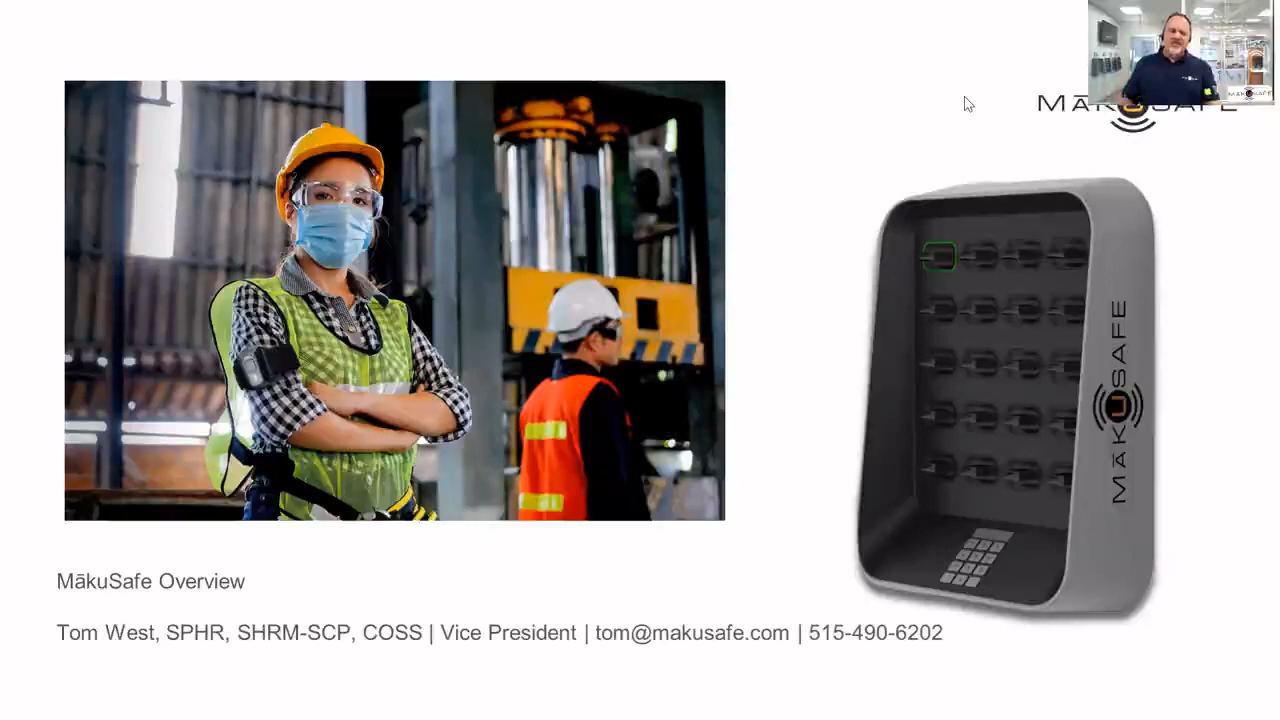 MĀKUSAFE
MĀKUSAFE
MākuSafe Overview
Tom West, SPHR, SHRM-SCP, COSS | Vice President | tom@makusafe.com | 515-490-6202